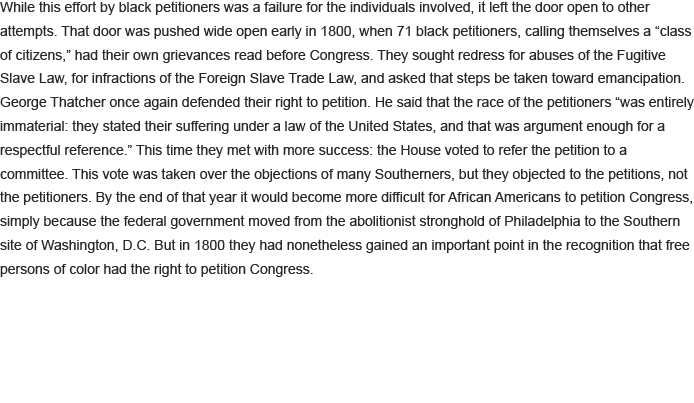 While this effort by black petitioners was a failure for the individuals involved, it left the door open to other
attempts. That door was pushed wide open early in 1800, when 71 black petitioners, calling themselves a “class
of citizens,” had their own grievances read before Congress. They sought redress for abuses of the Fugitive
Slave Law, for infractions of the Foreign Slave Trade Law, and asked that steps be taken toward emancipation.
George Thatcher once again defended their right to petition. He said that the race of the petitioners “was entirely
immaterial: they stated their suffering under a law of the United States, and that was argument enough for a
respectful reference.” This time they met with more success: the House voted to refer the petition to a
committee. This vote was taken over the objections of many Southerners, but they objected to the petitions, not
the petitioners. By the end of that year it would become more difficult for African Americans to petition Congress,
simply because the federal government moved from the abolitionist stronghold of Philadelphia to the Southern
site of Washington, D.C. But in 1800 they had nonetheless gained an important point in the recognition that free
persons of color had the right to petition Congress.